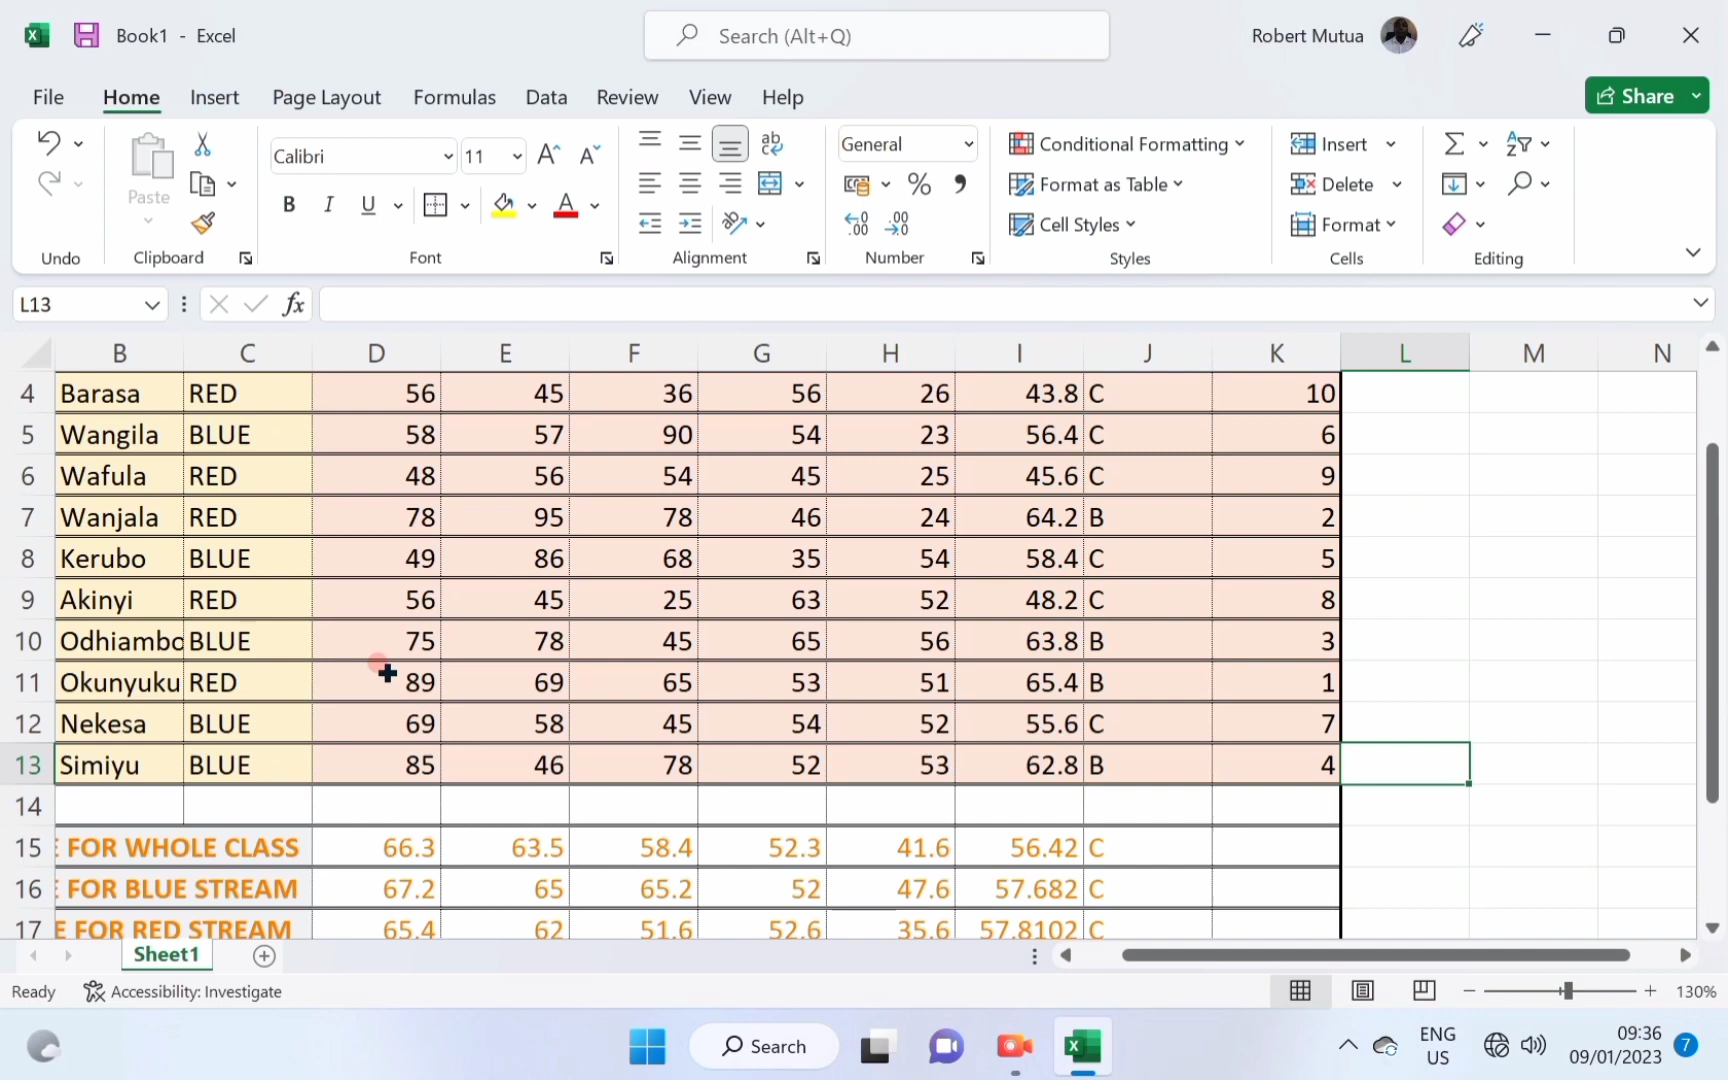 Book1 - Excel
Search (Alt+Q)
Robert Mutua
File Home Insert Page Layout Formulas Data Review View Help
Share
Paste
Calibri 11
General
Conditional Formatting
Format as Table
Cell Styles
Insert
Delete
Format
Undo Clipboard Font Alignment Number Styles Cells Editing
L13 fx
B C D E F G H I J K L M N
4 Barasa RED 56 45 36 56 26 43.8 C 10
5 Wangila BLUE 58 57 90 54 23 56.4 C 6
6 Wafula RED 48 56 54 45 25 45.6 C 9
7 Wanjala RED 78 95 78 46 24 64.2 B 2
8 Kerubo BLUE 49 86 68 35 54 58.4 C 5
9 Akinyi RED 56 45 25 63 52 48.2 C 8
10 Odhiambo BLUE 75 78 45 65 56 63.8 B 3
11 Okunyuku RED 89 69 65 53 51 65.4 B 1
12 Nekesa BLUE 69 58 45 54 52 55.6 C 7
13 Simiyu BLUE 85 46 78 52 53 62.8 B 4
14
15 E FOR WHOLE CLASS 66.3 63.5 58.4 52.3 41.6 56.42 C
16 E FOR BLUE STREAM 67.2 65 65.2 52 47.6 57.682 C
17 E FOR RED STREAM 65.4 62 51.6 52.6 35.6 57.8102 C
Sheet1
Ready Accessibility: Investigate 130%
Search
ENG
US
09:36
09/01/2023
7